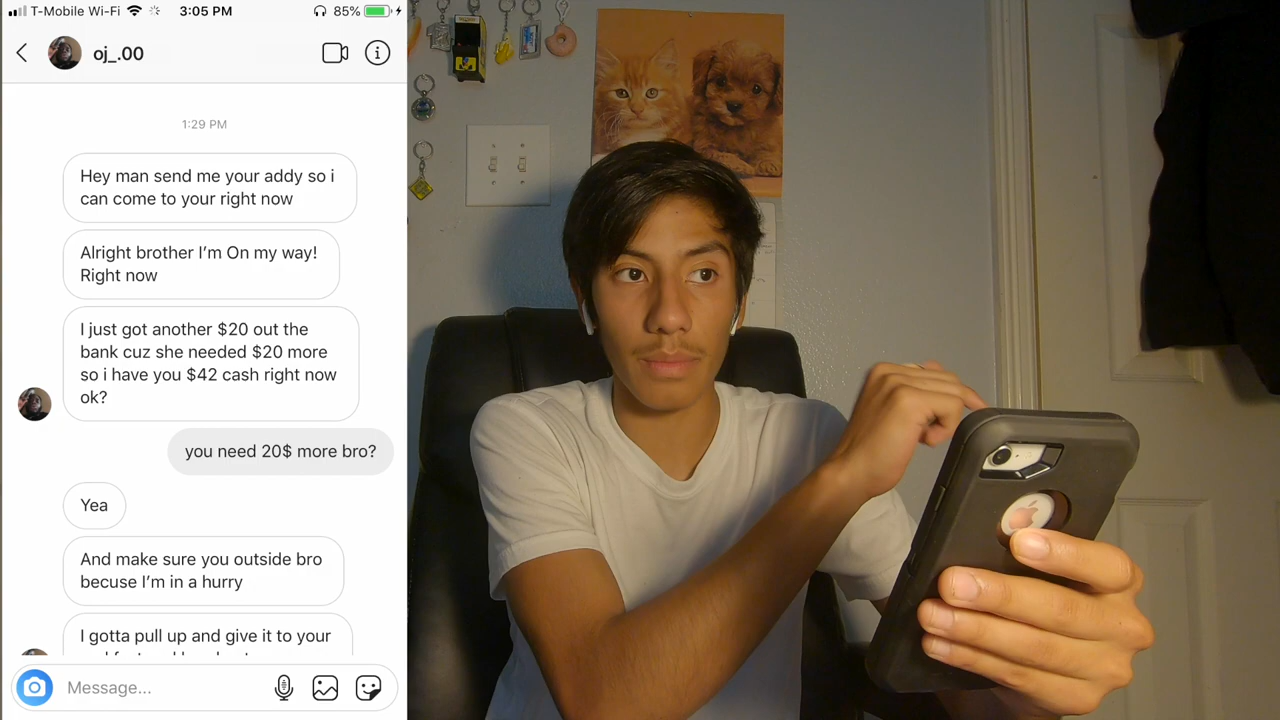 T-Mobile Wi-Fi
3:05 PM
85%
oj_.00
1:29 PM
Hey man send me your addy so i
can come to your right now
Alright brother I'm On my way!
Right now
I just got another $20 out the
bank cuz she needed $20 more
so i have you $42 cash right now
ok?
you need 20$ more bro?
Yea
And make sure you outside bro
becuse I'm in a hurry
I gotta pull up and give it to your
Message...